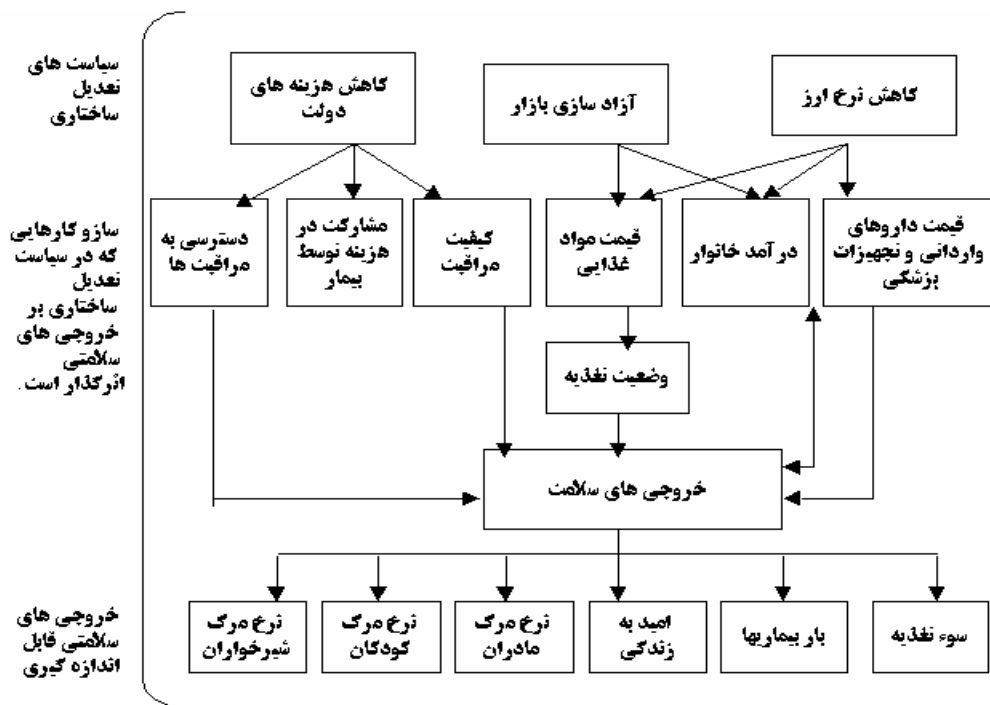 سیاست های
تعدیل
ساختاری
کاهش نرخ ارز
آزاد سازی بازار
کاهش هزینه های
دولت
سازو کارهایی
که در سیاست
تعدیل
ساختاری بر
خروجی های
سلامتی
اثرگذار است.
قیمت داروهای
وارداتی و تجهیزات
پزشکی
در آمد خانوار
قیمت مواد
غذایی
کیفیت
مراقبت
مشارکت در
هزینه توسط
بیمار
دسترسی به
مراقبت ها
وضعیت تغذیه
خروجی های سلامت
خروجی های
سلامتی قابل
اندازه گیری
سوء تغذیه
بار بیماریها
امید به
زندگی
نرخ مرگ
مادران
نرخ مرگ
کودکان
نرخ مرگ
شیرخواران